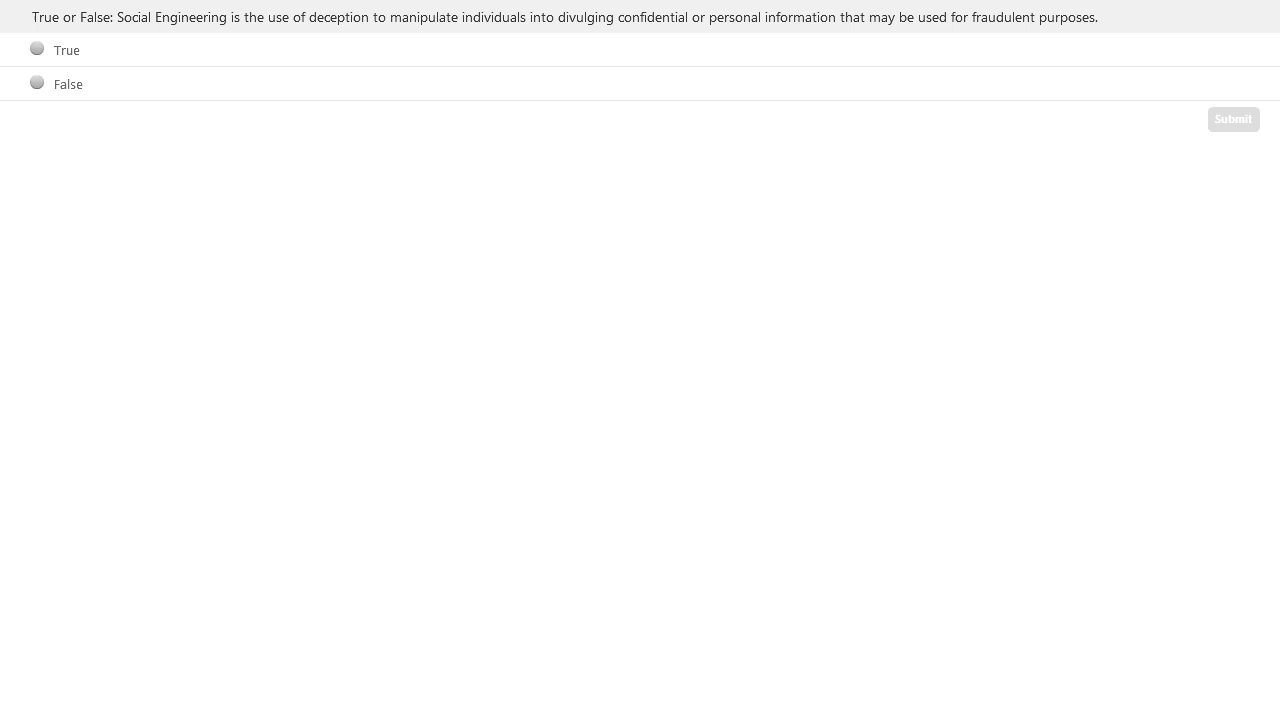 True or False: Social Engineering is the use of deception to manipulate individuals into divulging confidential or personal information that may be used for fraudulent purposes.
True
False
Submit